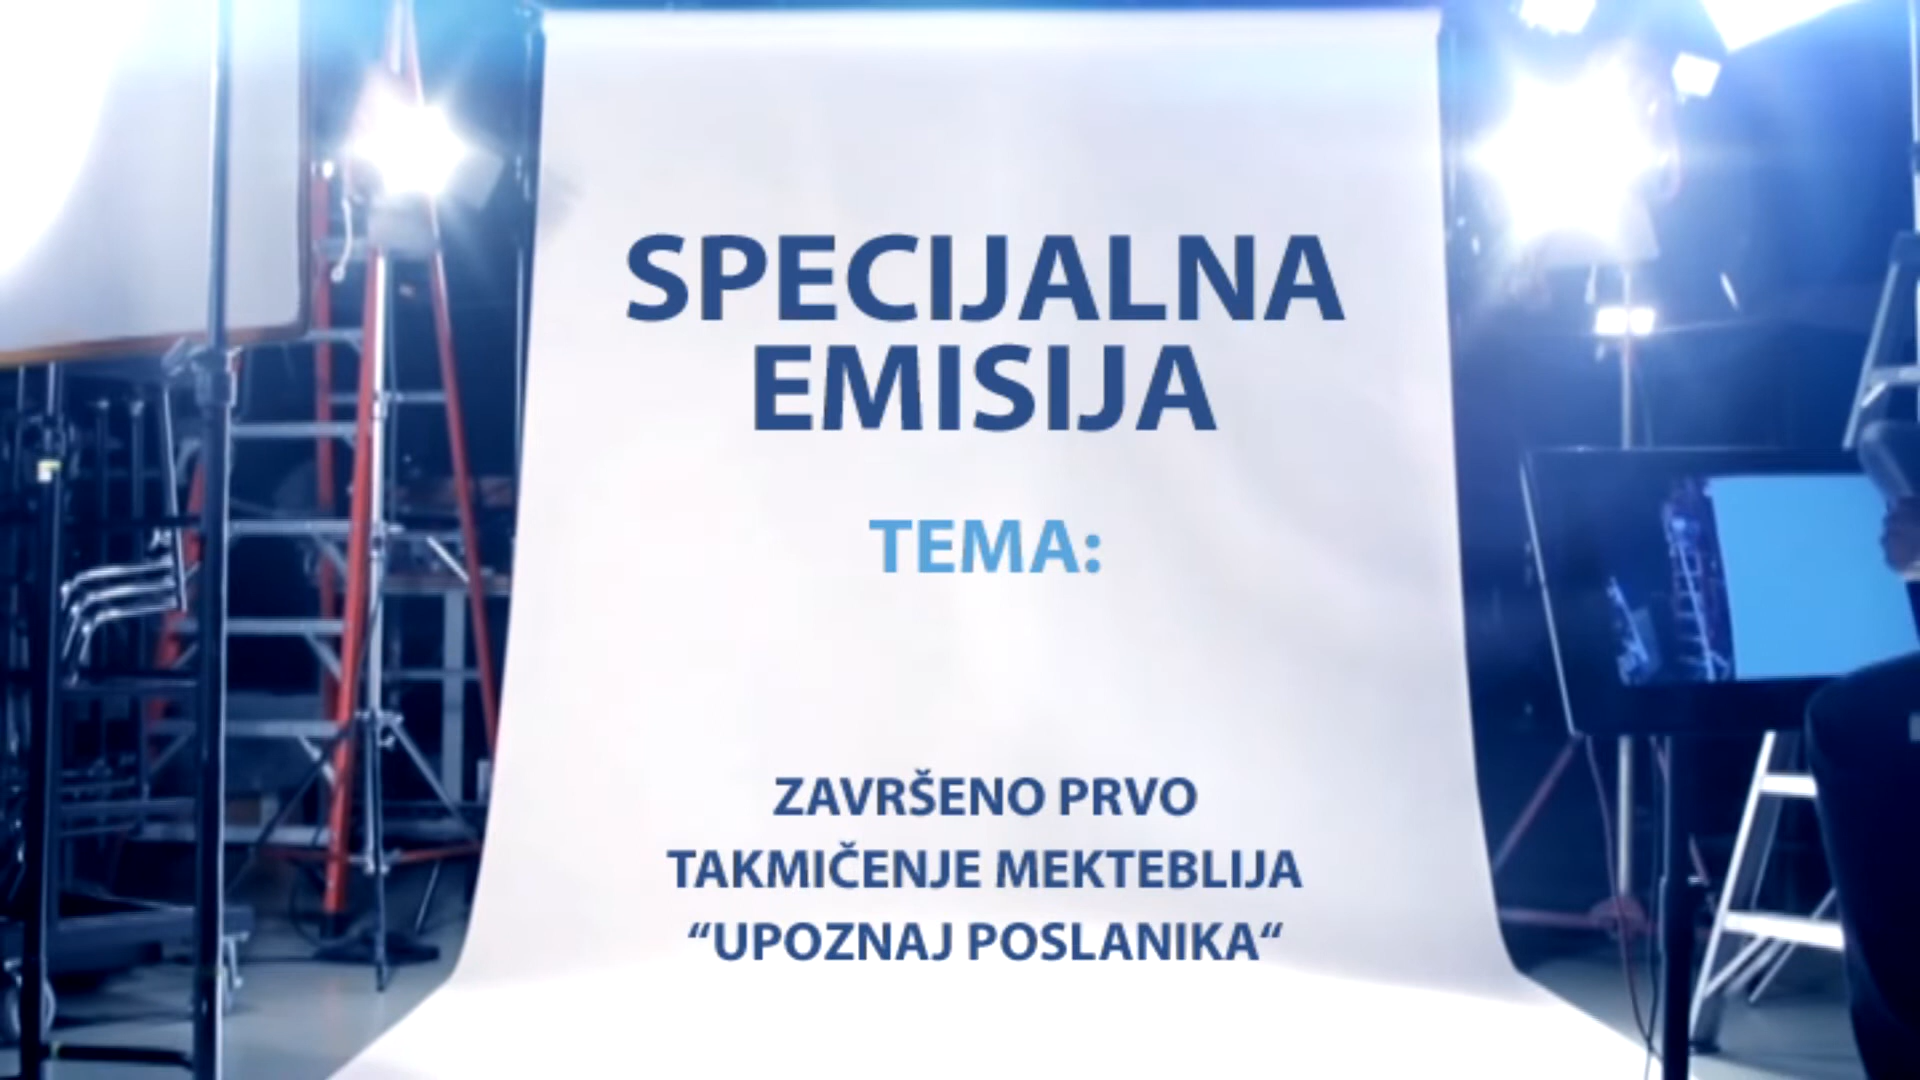 SPECIJALNA
EMISIJA
TEMA:
ZAVRŠENO PRVO
TAKMIČENJE MEKTEBLIJA
“UPOZNAJ POSLANIKA“